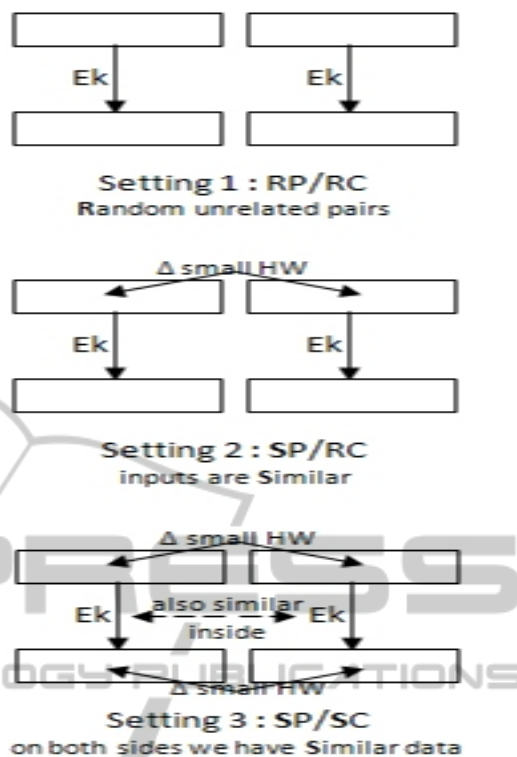 Ek Ek
Setting 1 : RP/RC
Random unrelated pairs
Δ small HW
Ek Ek
Setting 2 : SP/RC
inputs are Similar
Δ small HW
Ek also similar Ek
inside
Δ small HW
Setting 3 : SP/SC
on both sides we have Similar data